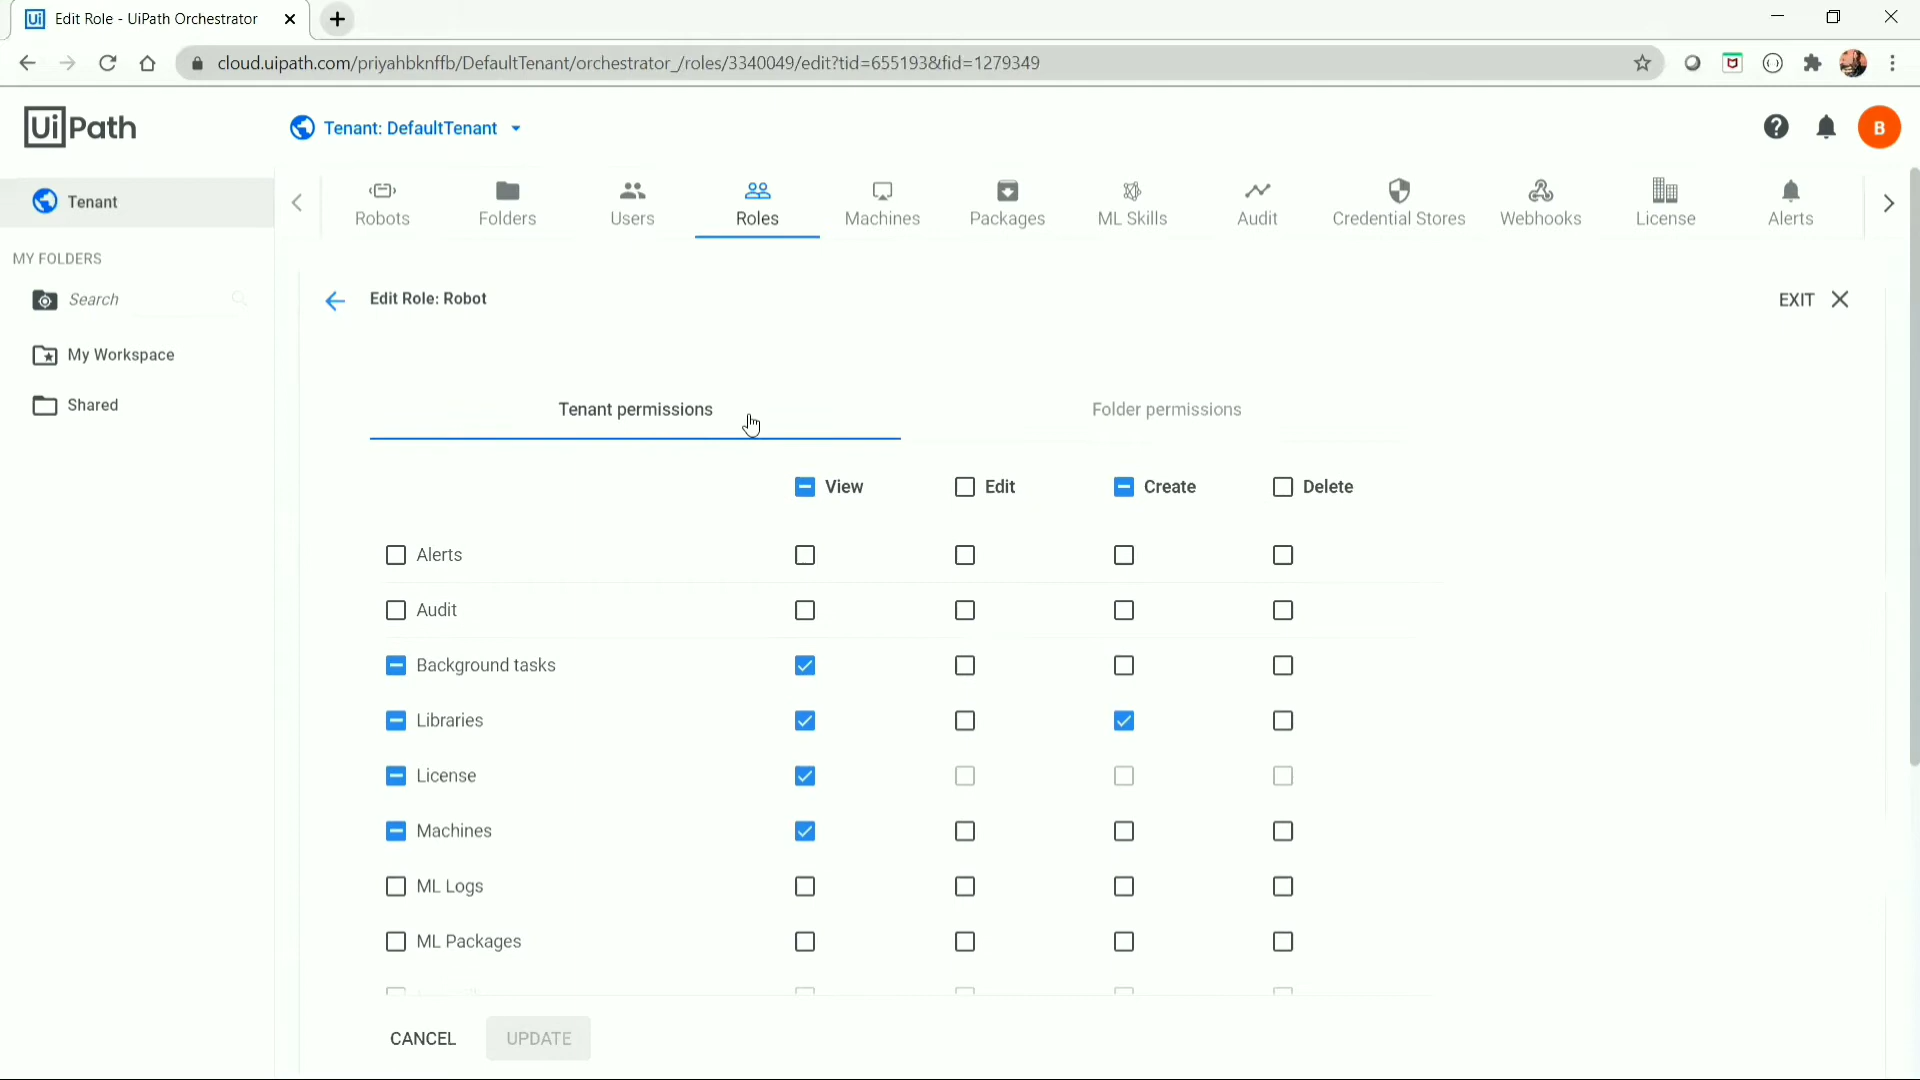 Edit Role - UiPath Orchestrator
cloud.uipath.com/priyahbknffb/DefaultTenant/orchestrator_/roles/3340049/edit?tid=655193&fid=1279349
UiPath
Tenant: DefaultTenant
B
Tenant
Robots Folders Users Roles Machines Packages ML Skills Audit Credential Stores Webhooks License Alerts
MY FOLDERS
Search
My Workspace
Shared
Edit Role: Robot
EXIT
Tenant permissions Folder permissions
View Edit Create Delete
Alerts
Audit
Background tasks
Libraries
License
Machines
ML Logs
ML Packages
CANCEL UPDATE